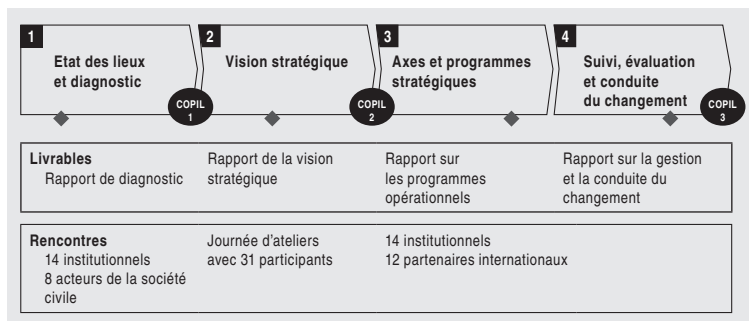 1
Etat des lieux
et diagnostic
COPIL
1
2
Vision stratégique
COPIL
2
3
Axes et programmes
stratégiques
4
Suivi, évaluation
et conduite
du changement
COPIL
3
Livrables
Rapport de diagnostic
Rapport de la vision
stratégique
Rapport sur
les programmes
opérationnels
Rapport sur la gestion
et la conduite du
changement
Rencontres
14 institutionnels
8 acteurs de la société
civile
Journée d'ateliers
avec 31 participants
14 institutionnels
12 partenaires internationaux